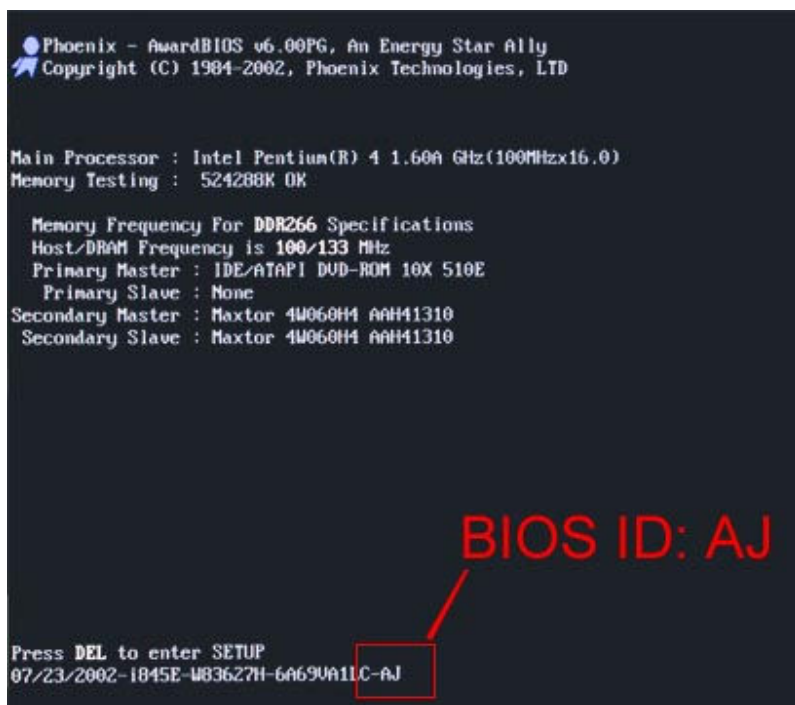 Phoenix - AwardBIOS v6.00PG, An Energy Star Ally
Copyright (C) 1984-2002, Phoenix Technologies, LTD
Main Processor : Intel Pentium(R) 4 1.60A GHz(100MHzx16.0)
Memory Testing :  524288K OK
Memory Frequency For DDR266 Specifications
Host/DRAM Frequency is 100/133 MHz
Primary Master : IDE/ATAPI DVD-ROM 10X 510E
Primary Slave : None
Secondary Master : Maxtor 4W060H4 AAH41310
Secondary Slave : Maxtor 4W060H4 AAH41310
BIOS ID: AJ
Press DEL to enter SETUP
07/23/2002-i845E-W83627H-6A69VA1LC-AJ